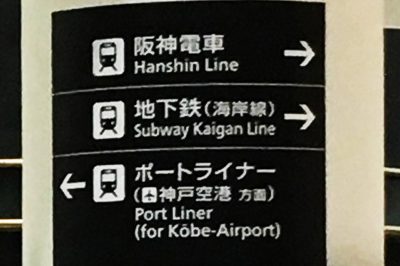 阪神電車
Hanshin Line
地下鉄(海岸線)
Subway Kaigan Line
ポートライナー
(神戸空港 方面)
Port Liner
(for Kōbe-Airport)